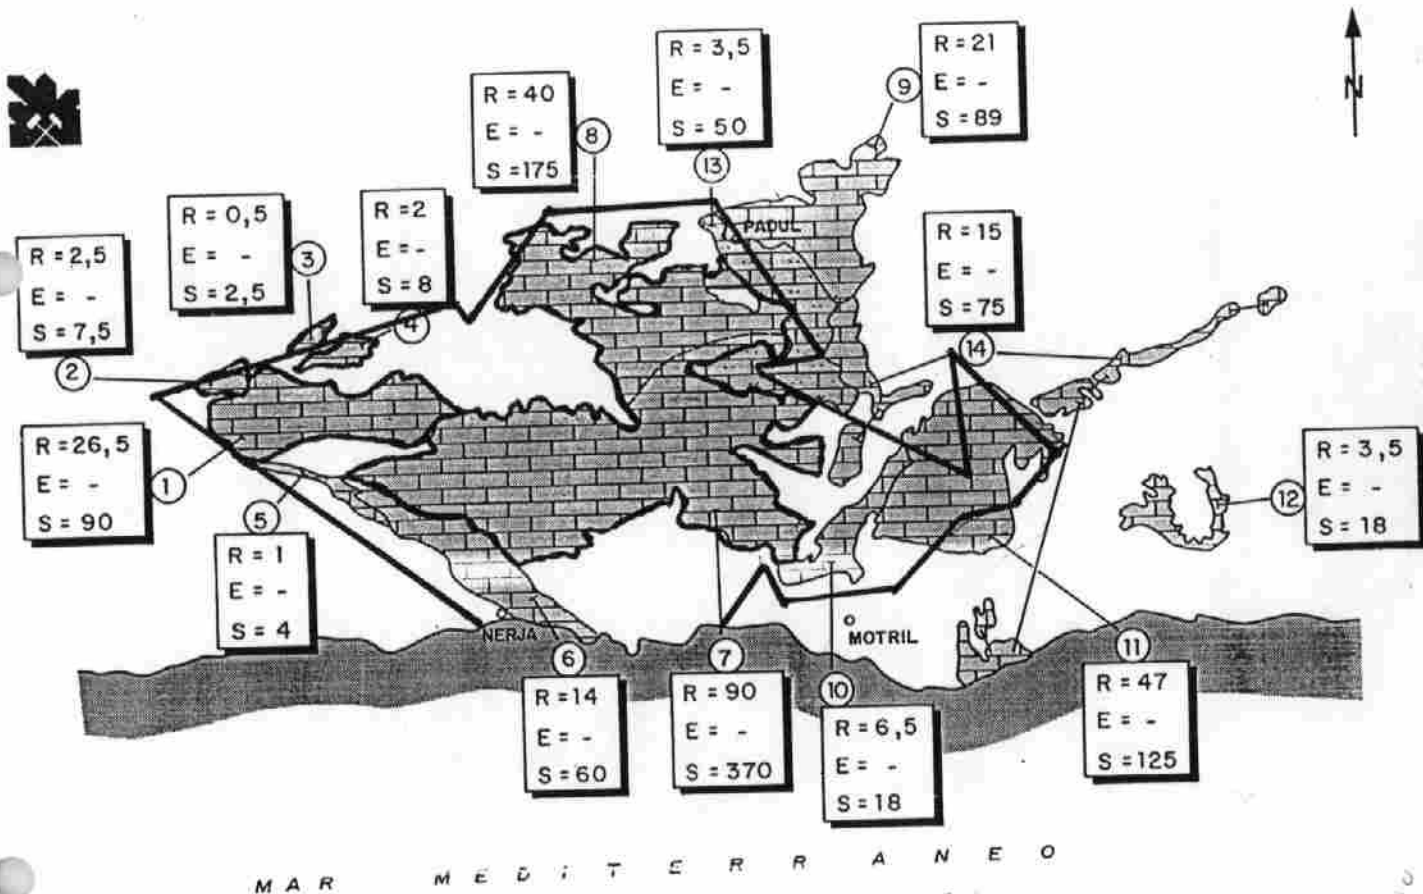 R = 3,5
E = -
S = 50
13
R = 21
E = -
S = 89
9
N
R = 40
E = -
S = 175
8
R = 0,5
E = -
S = 2,5
3
R = 2
E = -
S = 8
4
PADUL
R = 15
E = -
S = 75
14
R = 2,5
E = -
S = 7,5
2
R = 26,5
E = -
S = 90
1
5
R = 1
E = -
S = 4
R = 3,5
E = -
S = 18
12
NERJA
MOTRIL
6
R = 14
E = -
S = 60
7
R = 90
E = -
S = 370
10
R = 6,5
E = -
S = 18
11
R = 47
E = -
S = 125
MAR MEDITERRANEO